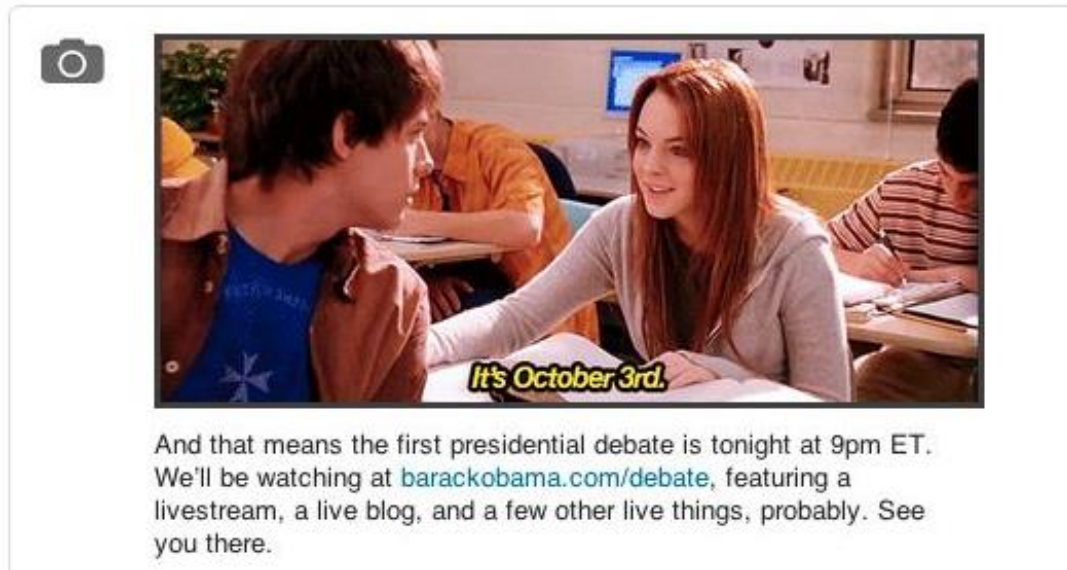 It's October 3rd.
And that means the first presidential debate is tonight at 9pm ET.
We'll be watching at barackobama.com/debate, featuring a
livestream, a live blog, and a few other live things, probably. See
you there.